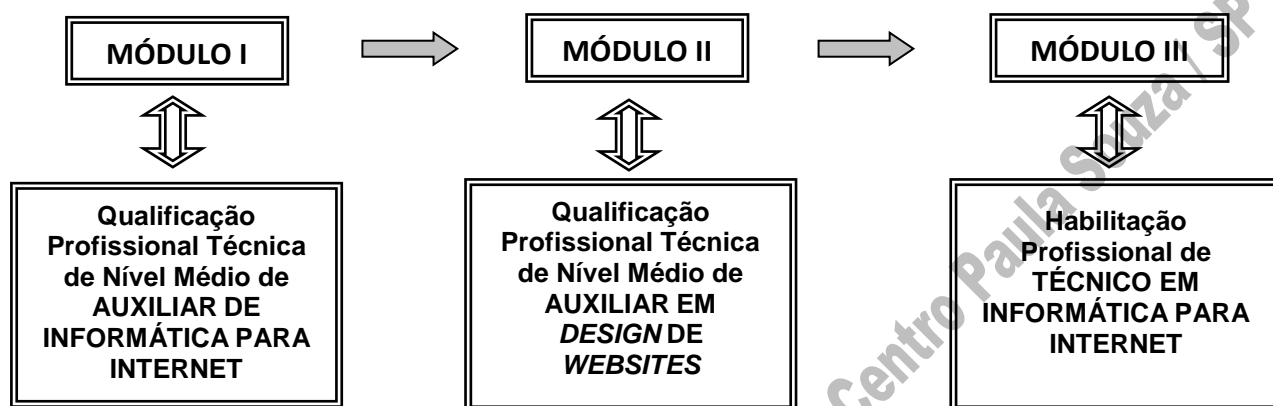 MÓDULO I
MÓDULO II
MÓDULO III
Qualificação
Profissional Técnica
de Nível Médio de
AUXILIAR DE
INFORMÁTICA PARA
INTERNET
Qualificação
Profissional Técnica
de Nível Médio de
AUXILIAR EM
DESIGN DE
WEBSITES
Habilitação
Profissional de
TÉCNICO EM
INFORMÁTICA PARA
INTERNET
Centro Paula Souza / SP